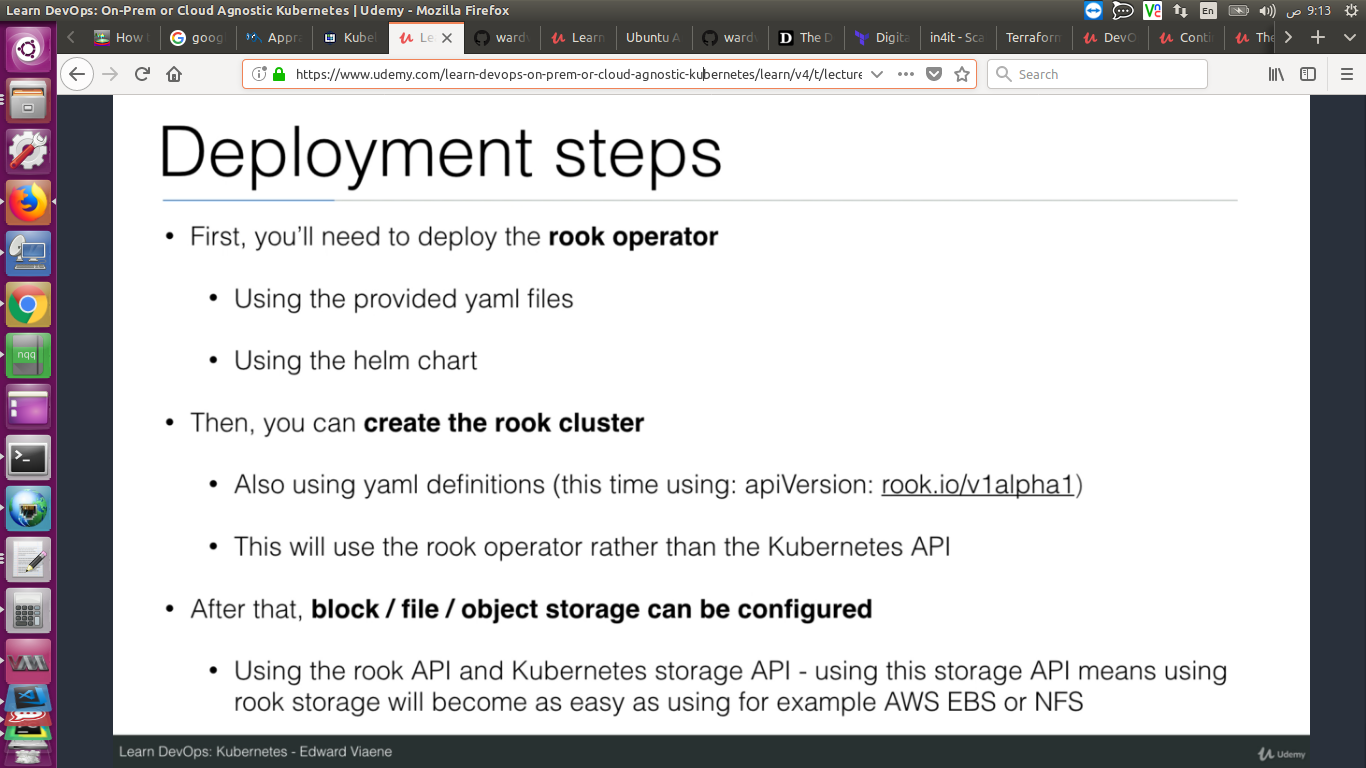 Learn DevOps: On-Prem or Cloud Agnostic Kubernetes | Udemy - Mozilla Firefox
En
9:13 ص
How
goog
Appra
Kubel
Le
ward
Learn
Ubuntu A
ward
The D
Digita
in4it - Sca
Terraform
DevO
Conti
The
https://www.udemy.com/learn-devops-on-prem-or-cloud-agnostic-kubernetes/learn/v4/t/lecture
Search
Deployment steps
• First, you’ll need to deploy the rook operator
• Using the provided yaml files
• Using the helm chart
• Then, you can create the rook cluster
• Also using yaml definitions (this time using: apiVersion: rook.io/v1alpha1)
• This will use the rook operator rather than the Kubernetes API
• After that, block / file / object storage can be configured
• Using the rook API and Kubernetes storage API - using this storage API means using
rook storage will become as easy as using for example AWS EBS or NFS
Learn DevOps: Kubernetes - Edward Viaene
Udemy
nqq